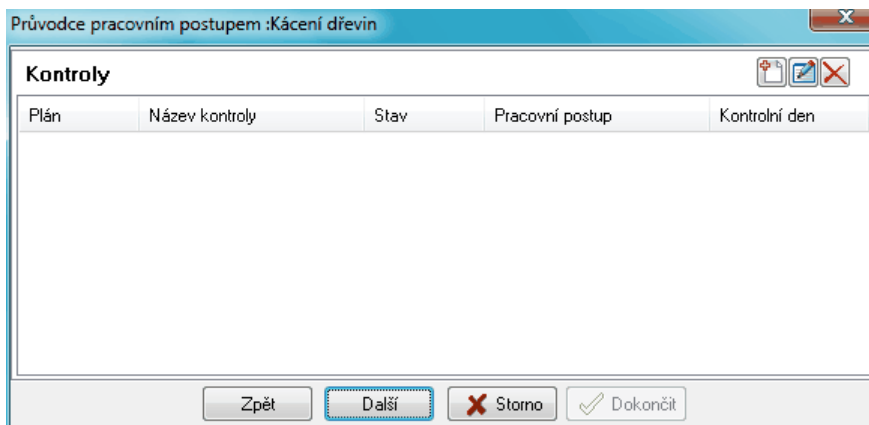 Průvodce pracovním postupem :Kácení dřevin
Kontroly
Plán Název kontroly Stav Pracovní postup Kontrolní den
Zpět Další Storno Dokončit